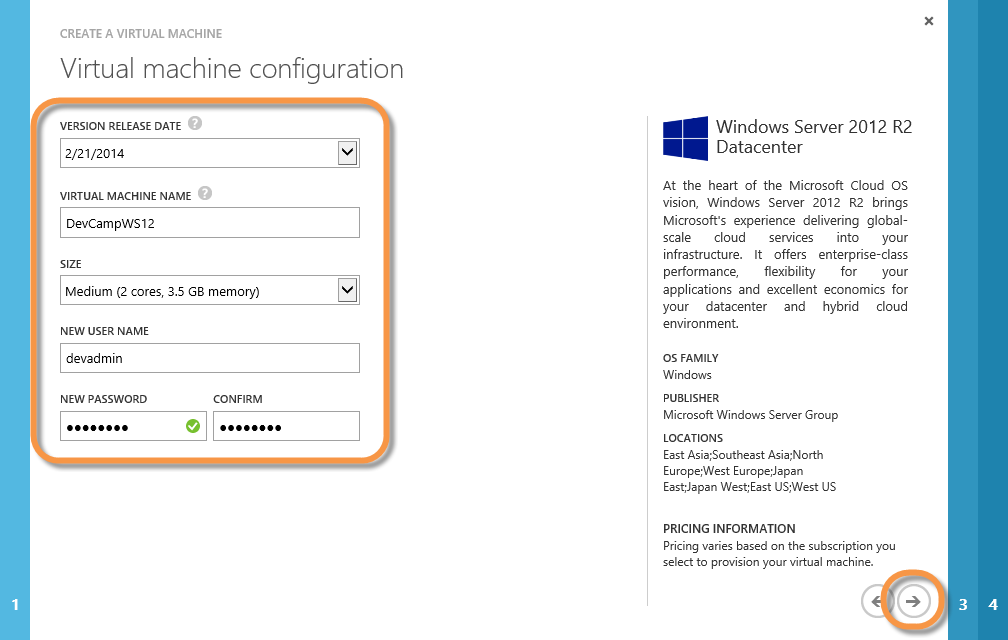 CREATE A VIRTUAL MACHINE
Virtual machine configuration
VERSION RELEASE DATE ?
2/21/2014
VIRTUAL MACHINE NAME ?
DevCampWS12
SIZE
Medium (2 cores, 3.5 GB memory)
NEW USER NAME
devadmin
NEW PASSWORD
CONFIRM
●●●●●●●●
●●●●●●●●
Windows Server 2012 R2
Datacenter
At the heart of the Microsoft Cloud OS
vision, Windows Server 2012 R2 brings
Microsoft's experience delivering global-
scale cloud services into your
infrastructure. It offers enterprise-class
performance, flexibility for your
applications and excellent economics for
your datacenter and hybrid cloud
environment.
OS FAMILY
Windows
PUBLISHER
Microsoft Windows Server Group
LOCATIONS
East Asia;Southeast Asia;North
Europe;West Europe;Japan
East;Japan West;East US;West US
PRICING INFORMATION
Pricing varies based on the subscription you
select to provision your virtual machine.
1
3
4